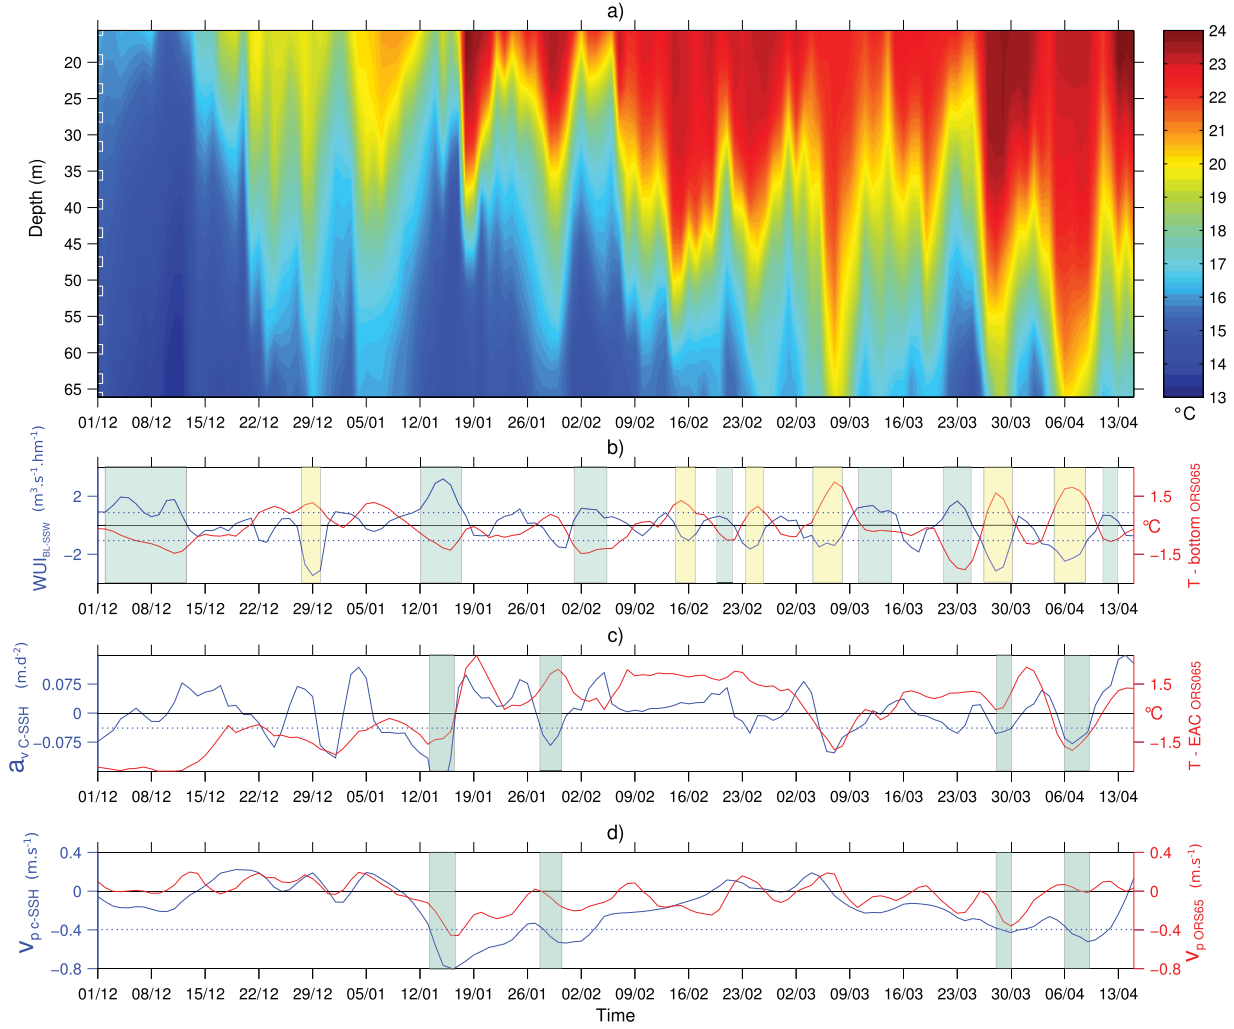 a)
Depth (m)
20
25
30
35
40
45
50
55
60
65
01/12 08/12 15/12 22/12 29/12 05/01 12/01 19/01 26/01 02/02 09/02 16/02 23/02 02/03 09/03 16/03 23/03 30/03 06/04 13/04
24
23
22
21
20
19
18
17
16
15
14
13
°C
b)
WUI BL-SSW (m³.s⁻¹.hm⁻¹)
2
−2
1.5
°C
−1.5
T - bottom ORS065
01/12 08/12 15/12 22/12 29/12 05/01 12/01 19/01 26/01 02/02 09/02 16/02 23/02 02/03 09/03 16/03 23/03 30/03 06/04 13/04
c)
a v C-SSH (m.d⁻²)
0.075
0
−0.075
1.5
°C
−1.5
T - EAC ORS065
01/12 08/12 15/12 22/12 29/12 05/01 12/01 19/01 26/01 02/02 09/02 16/02 23/02 02/03 09/03 16/03 23/03 30/03 06/04 13/04
d)
v p c-SSH (m.s⁻¹)
0.4
0
−0.4
−0.8
0.4
0
−0.4
−0.8
v p ORS65 (m.s⁻¹)
01/12 08/12 15/12 22/12 29/12 05/01 12/01 19/01 26/01 02/02 09/02 16/02 23/02 02/03 09/03 16/03 23/03 30/03 06/04 13/04
Time